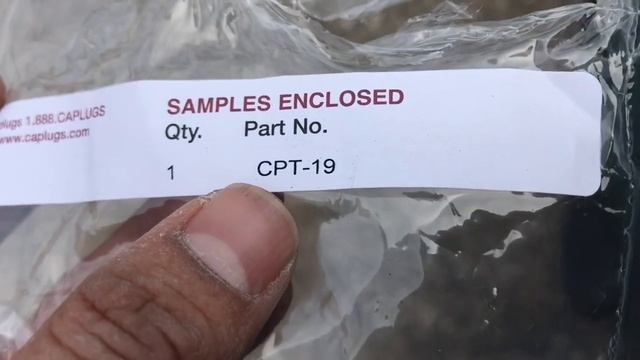 plugs 1.888.CAPLUGS
www.caplugs.com
SAMPLES ENCLOSED
Qty. Part No.
1 CPT-19